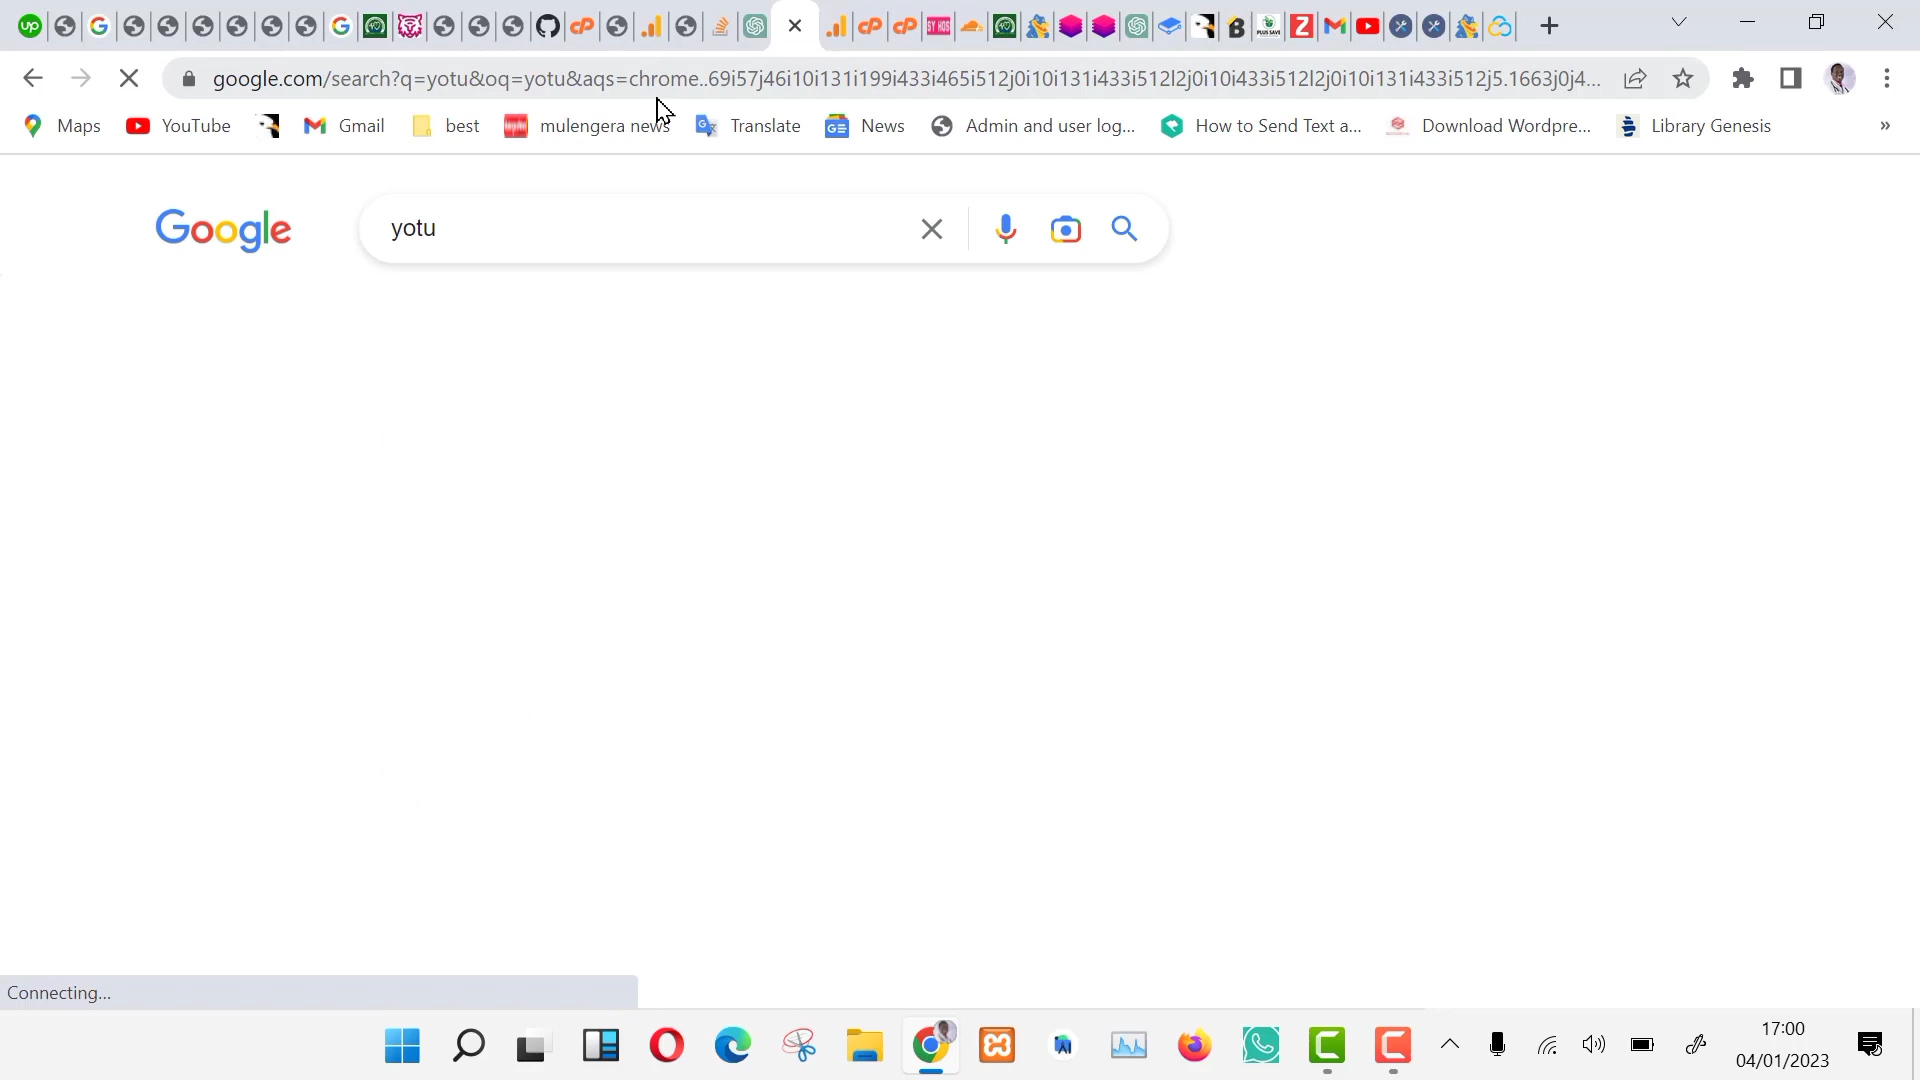 google.com/search?q=yotu&oq=yotu&aqs=chrome..69i57j46i10i131i199i433i465i512j0i10i131i433i512l2j0i10i433i512l2j0i10i131i433i512j5.1663j0j4...
Maps YouTube Gmail best mulengera news Translate News Admin and user log... How to Send Text a... Download Wordpre... Library Genesis »
Google yotu
Connecting...
17:00
04/01/2023